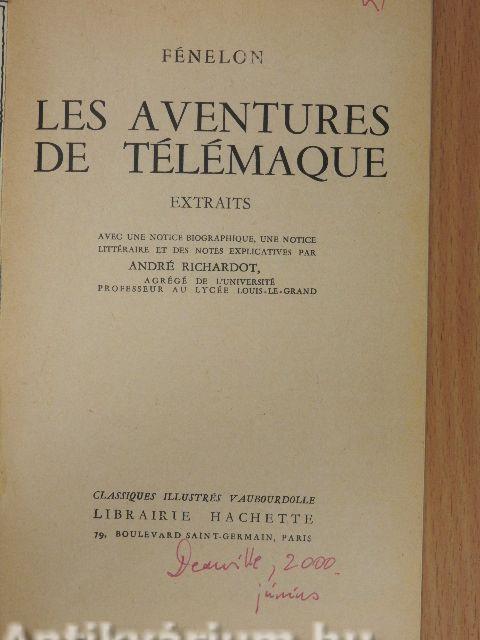 FÉNELON
LES AVENTURES
DE TÉLÉMAQUE
EXTRAITS
AVEC UNE NOTICE BIOGRAPHIQUE, UNE NOTICE
LITTÉRAIRE ET DES NOTES EXPLICATIVES PAR
ANDRÉ RICHARDOT,
AGRÉGÉ DE L'UNIVERSITÉ
PROFESSEUR AU LYCÉE LOUIS-LE-GRAND
CLASSIQUES ILLUSTRÉS VAUBOURDOLLE
LIBRAIRIE HACHETTE
79, BOULEVARD SAINT-GERMAIN, PARIS
Deauville, 2000.
június
Antikvárium.hu